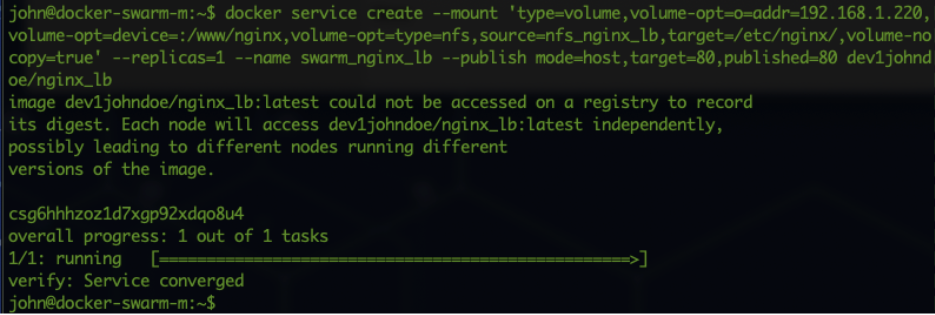 john@docker-swarm-m:~$ docker service create --mount 'type=volume,volume-opt=o=addr=192.168.1.220,
volume-opt=device=:/www/nginx,volume-opt=type=nfs,source=nfs_nginx_lb,target=/etc/nginx/,volume-no
copy=true' --replicas=1 --name swarm_nginx_lb --publish mode=host,target=80,published=80 dev1johnd
oe/nginx_lb
image dev1johndoe/nginx_lb:latest could not be accessed on a registry to record
its digest. Each node will access dev1johndoe/nginx_lb:latest independently,
possibly leading to different nodes running different
versions of the image.
csg6hhhzoz1d7xgp92xdqo8u4
overall progress: 1 out of 1 tasks
1/1: running   [==================================================>]
verify: Service converged
john@docker-swarm-m:~$